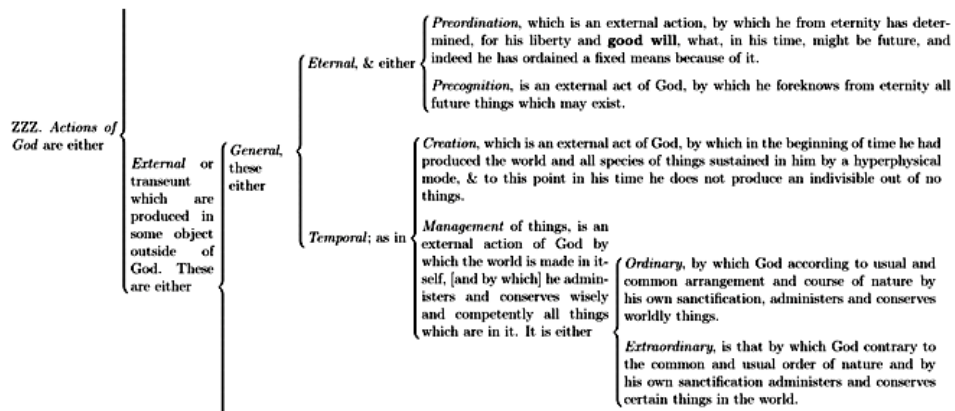 Preordination, which is an external action, by which he from eternity has deter-
mined, for his liberty and good will, what, in his time, might be future, and
indeed he has ordained a fixed means because of it.
Eternal, & either
Precognition, is an external act of God, by which he foreknows from eternity all
future things which may exist.
ZZZ. Actions of
God are either
External or
transeunt
which are
produced in
some object
outside of
God. These
are either
General,
these
either
Creation, which is an external act of God, by which in the beginning of time he had
produced the world and all species of things sustained in him by a hyperphysical
mode, & to this point in his time he does not produce an indivisible out of no
things.
Temporal; as in
Management of things, is an
external action of God by
which the world is made in it-
self, [and by which] he admin-
isters and conserves wisely
and competently all things
which are in it. It is either
Ordinary, by which God according to usual and
common arrangement and course of nature by
his own sanctification, administers and conserves
worldly things.
Extraordinary, is that by which God contrary to
the common and usual order of nature and by
his own sanctification administers and conserves
certain things in the world.